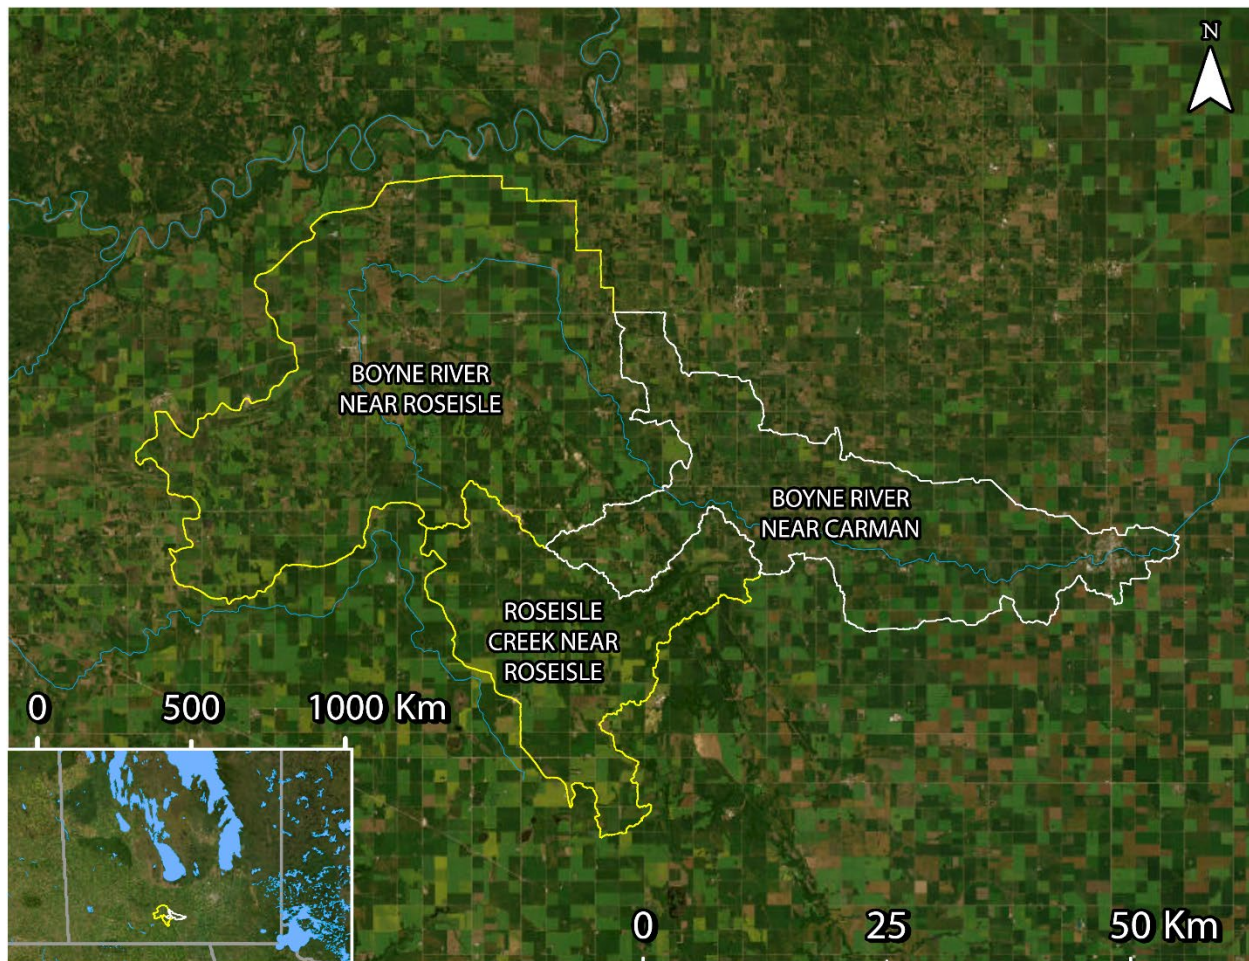 N
BOYNE RIVER
NEAR ROSEISLE
BOYNE RIVER
NEAR CARMAN
ROSEISLE
CREEK NEAR
ROSEISLE
0 500 1000 Km
0 25 50 Km